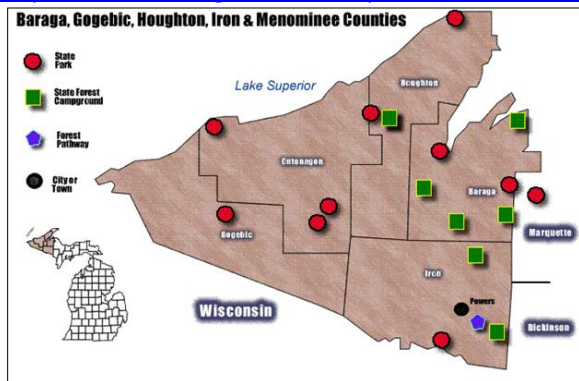 Baraga, Gogebic, Houghton, Iron & Menominee Counties
State
Park
State Forest
Campground
Forest
Pathway
City or
Town
Lake Superior
Houghton
Ontonagon
Baraga
Gogebic
Marquette
Iron
Powers
Wisconsin
Dickinson